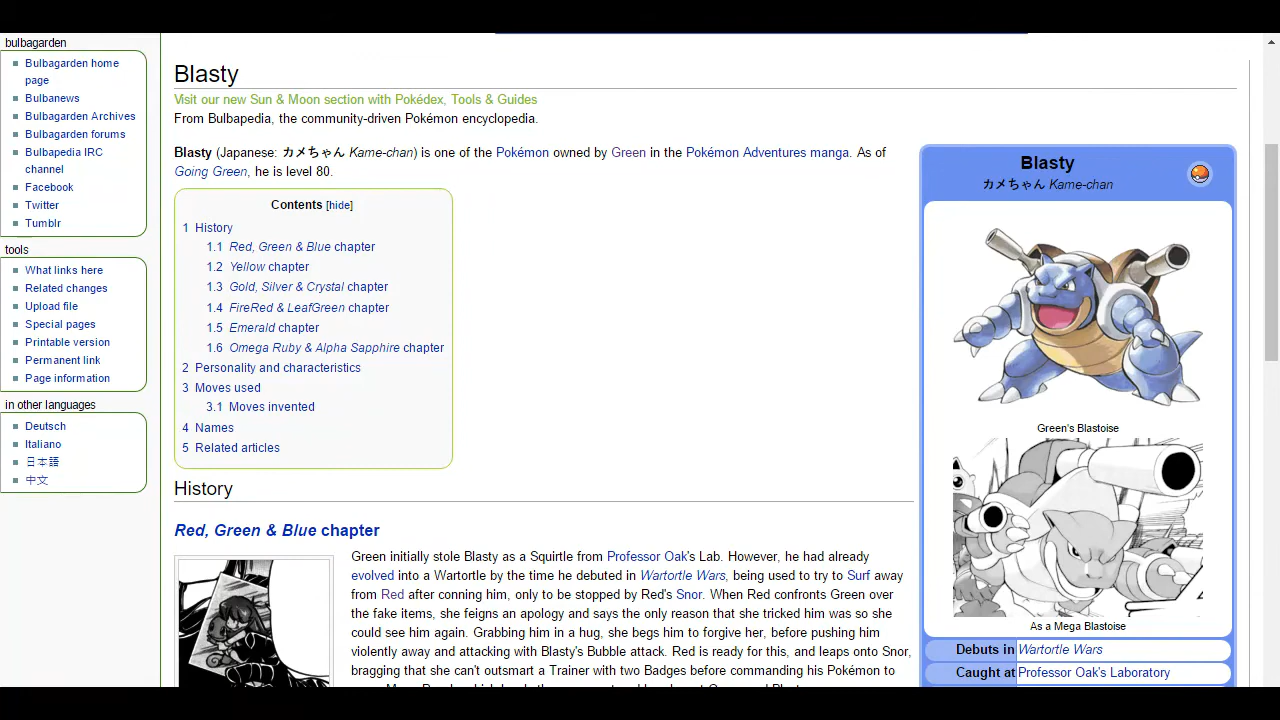 bulbagarden
Bulbagarden home
page
Bulbanews
Bulbagarden Archives
Bulbagarden forums
Bulbapedia IRC
channel
Facebook
Twitter
Tumblr
tools
What links here
Related changes
Upload file
Special pages
Printable version
Permanent link
Page information
in other languages
Deutsch
Italiano
日本語
中文
Blasty
Visit our new Sun & Moon section with Pokédex, Tools & Guides
From Bulbapedia, the community-driven Pokémon encyclopedia.
Blasty (Japanese: カメちゃん Kame-chan) is one of the Pokémon owned by Green in the Pokémon Adventures manga. As of
Going Green, he is level 80.
Contents [hide]
1 History
1.1 Red, Green & Blue chapter
1.2 Yellow chapter
1.3 Gold, Silver & Crystal chapter
1.4 FireRed & LeafGreen chapter
1.5 Emerald chapter
1.6 Omega Ruby & Alpha Sapphire chapter
2 Personality and characteristics
3 Moves used
3.1 Moves invented
4 Names
5 Related articles
History
Red, Green & Blue chapter
Green initially stole Blasty as a Squirtle from Professor Oak's Lab. However, he had already
evolved into a Wartortle by the time he debuted in Wartortle Wars, being used to try to Surf away
from Red after conning him, only to be stopped by Red's Snor. When Red confronts Green over
the fake items, she feigns an apology and says the only reason that she tricked him was so she
could see him again. Grabbing him in a hug, she begs him to forgive her, before pushing him
violently away and attacking with Blasty's Bubble attack. Red is ready for this, and leaps onto Snor,
bragging that she can't outsmart a Trainer with two Badges before commanding his Pokémon to
Blasty
カメちゃん Kame-chan
Green's Blastoise
As a Mega Blastoise
Debuts in Wartortle Wars
Caught at Professor Oak's Laboratory